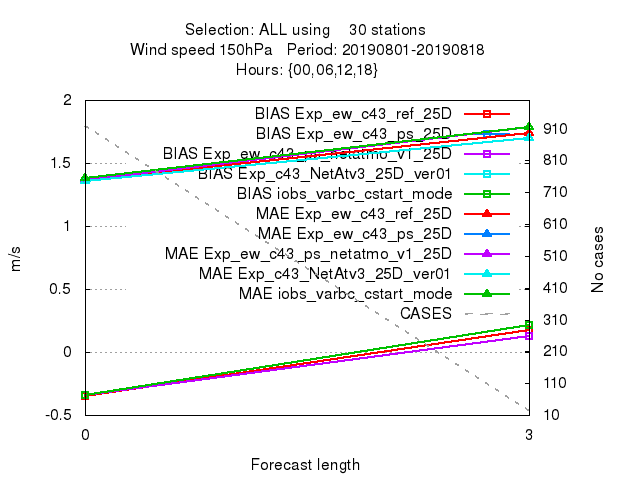 Selection: ALL using 30 stations
Wind speed 150hPa Period: 20190801-20190818
Hours: {00,06,12,18}
2
1.5
1
0.5
0
-0.5
m/s
BIAS Exp_ew_c43_ref_25D
BIAS Exp_ew_c43_ps_25D
BIAS Exp_ew_c43_ps_netatmo_v1_25D
BIAS Exp_c43_NetAtv3_25D_ver01
BIAS iobs_varbc_cstart_mode
MAE Exp_ew_c43_ref_25D
MAE Exp_ew_c43_ps_25D
MAE Exp_ew_c43_ps_netatmo_v1_25D
MAE Exp_c43_NetAtv3_25D_ver01
MAE iobs_varbc_cstart_mode
CASES
910
810
710
610
510
410
310
210
110
10
No cases
0
3
Forecast length